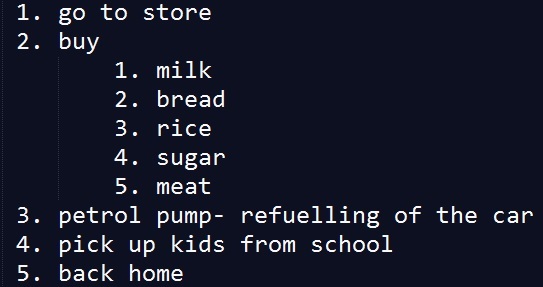 1. go to store
2. buy
1. milk
2. bread
3. rice
4. sugar
5. meat
3. petrol pump- refuelling of the car
4. pick up kids from school
5. back home